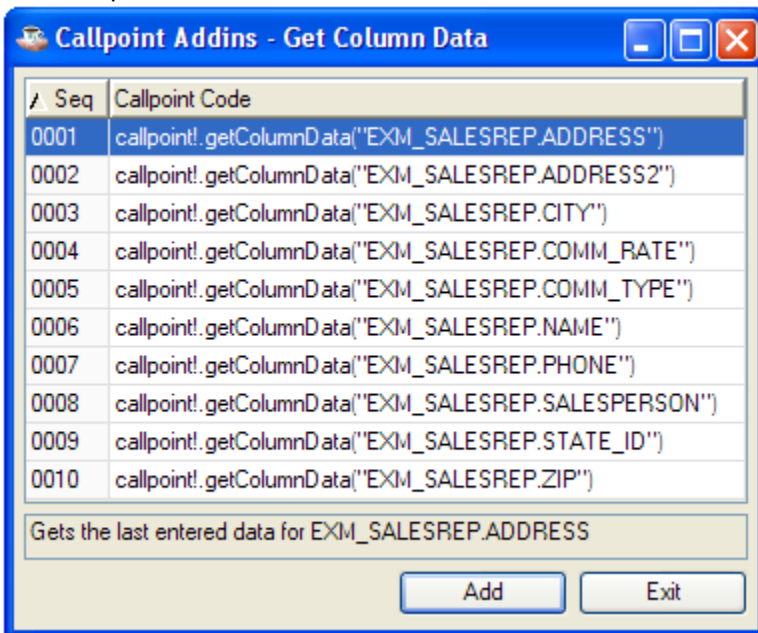 Callpoint Addins - Get Column Data
Seq Callpoint Code
0001 callpoint!.getColumnData("EXM_SALESREP.ADDRESS")
0002 callpoint!.getColumnData("EXM_SALESREP.ADDRESS2")
0003 callpoint!.getColumnData("EXM_SALESREP.CITY")
0004 callpoint!.getColumnData("EXM_SALESREP.COMM_RATE")
0005 callpoint!.getColumnData("EXM_SALESREP.COMM_TYPE")
0006 callpoint!.getColumnData("EXM_SALESREP.NAME")
0007 callpoint!.getColumnData("EXM_SALESREP.PHONE")
0008 callpoint!.getColumnData("EXM_SALESREP.SALESPERSON")
0009 callpoint!.getColumnData("EXM_SALESREP.STATE_ID")
0010 callpoint!.getColumnData("EXM_SALESREP.ZIP")
Gets the last entered data for EXM_SALESREP.ADDRESS
Add Exit